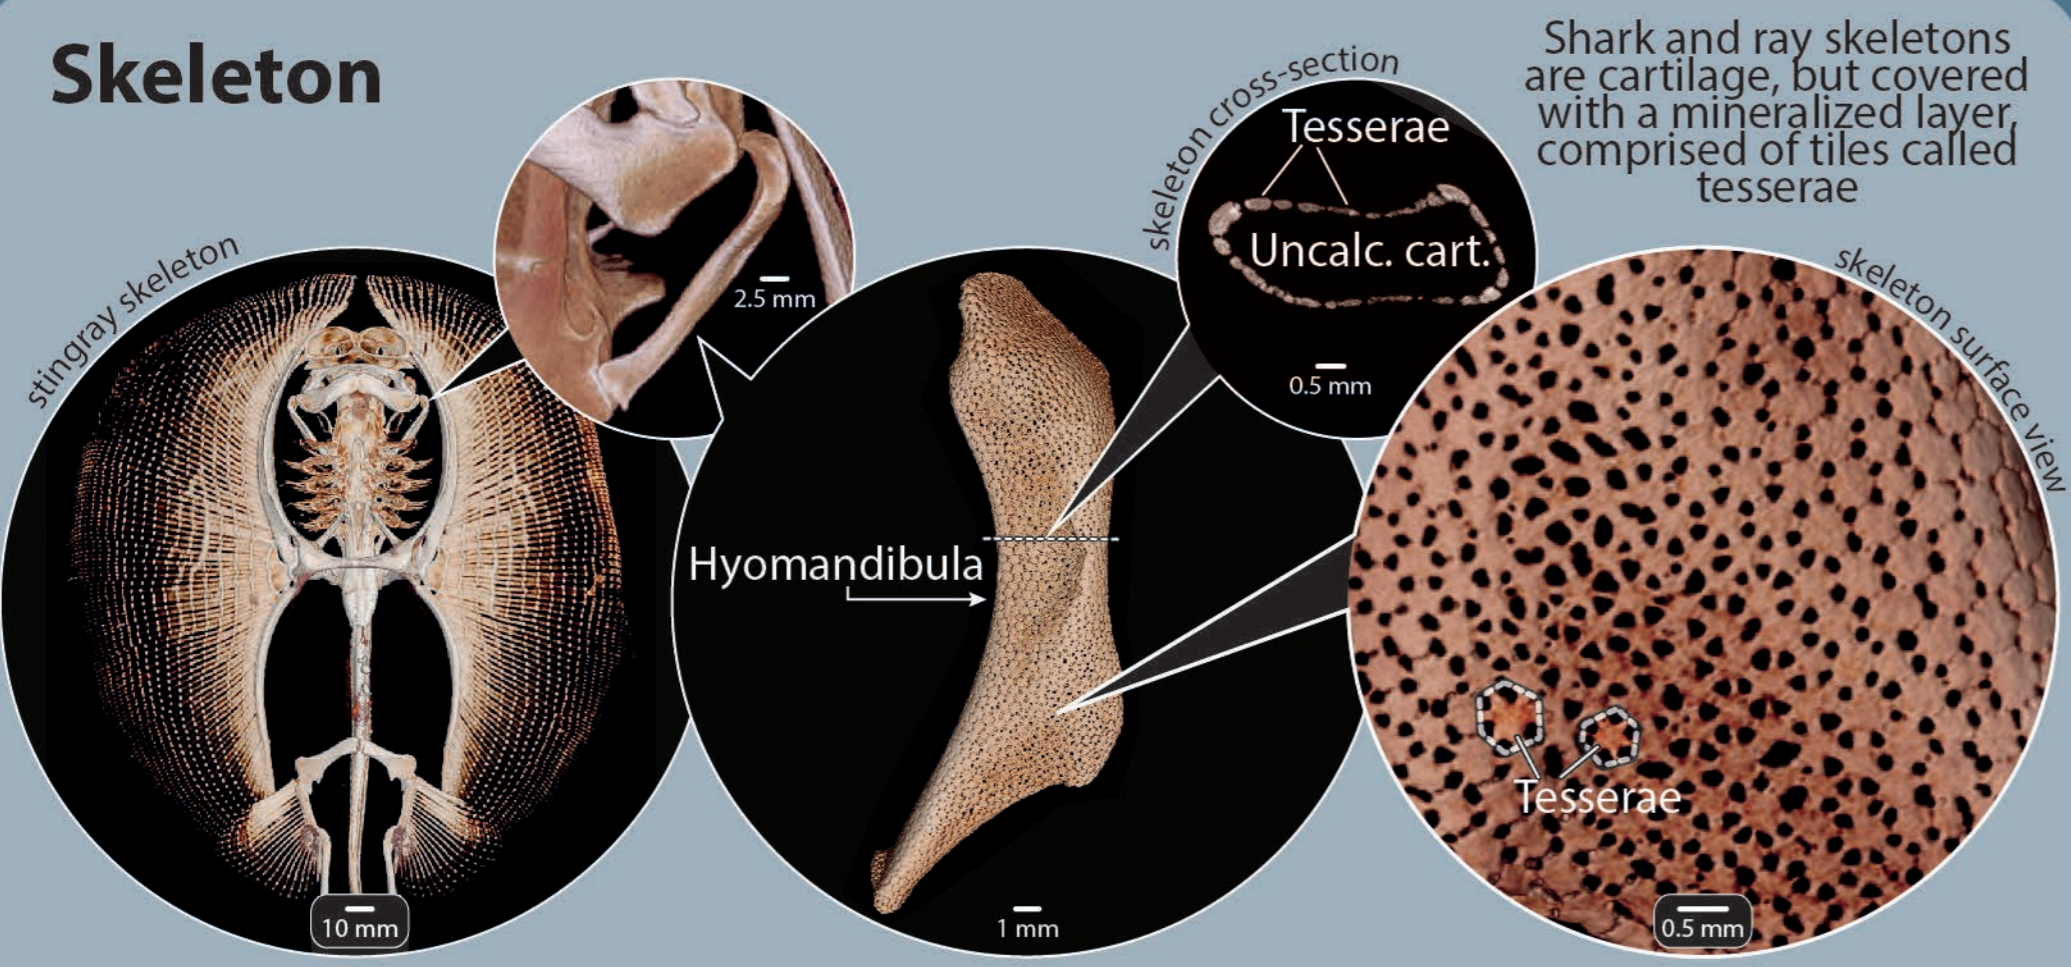 Skeleton
Shark and ray skeletons
are cartilage, but covered
with a mineralized layer,
comprised of tiles called
tesserae
stingray skeleton
2.5 mm
skeleton cross-section
Tesserae
Uncalc. cart.
0.5 mm
skeleton surface view
Hyomandibula
Tesserae
10 mm
1 mm
0.5 mm